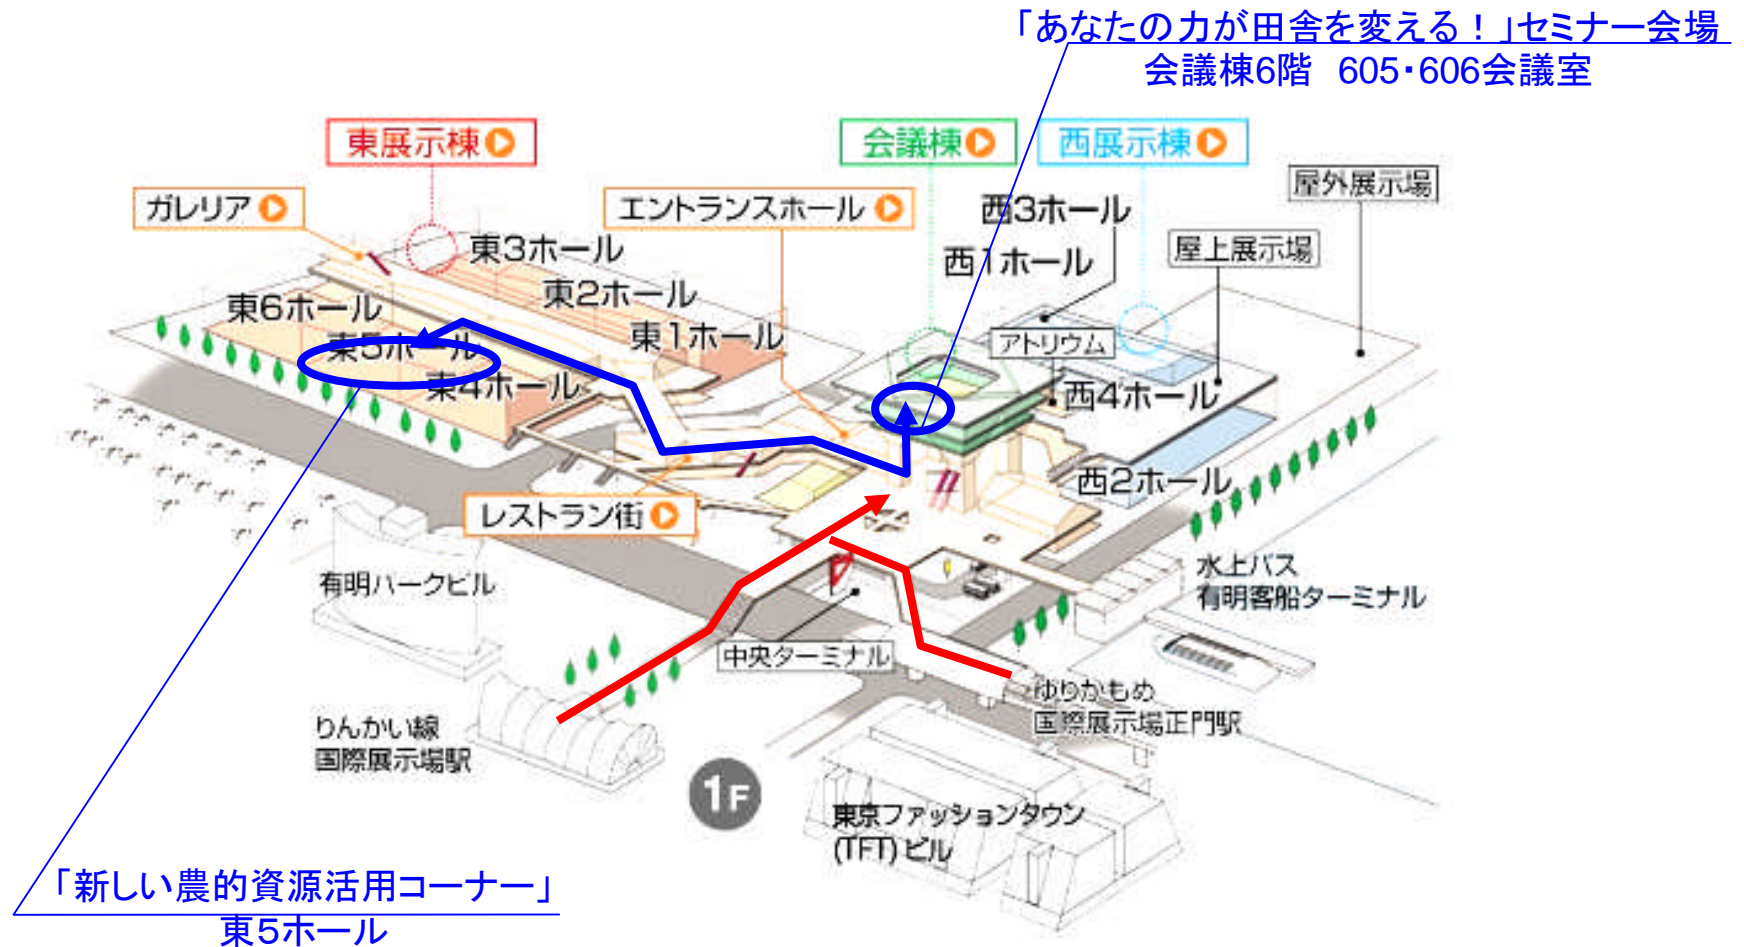 「あなたの力が田舎を変える！」セミナー会場
会議棟6階　605・606会議室
東展示棟
会議棟
西展示棟
屋外展示場
ガレリア
エントランスホール
西3ホール
屋上展示場
東3ホール
西1ホール
東2ホール
東6ホール
東1ホール
東5ホール
アトリウム
東4ホール
西4ホール
西2ホール
レストラン街
有明パークビル
水上バス
有明客船ターミナル
中央ターミナル
ゆりかもめ
国際展示場正門駅
りんかい線
国際展示場駅
1F
東京ファッションタウン
(TFT)ビル
「新しい農的資源活用コーナー」
東5ホール